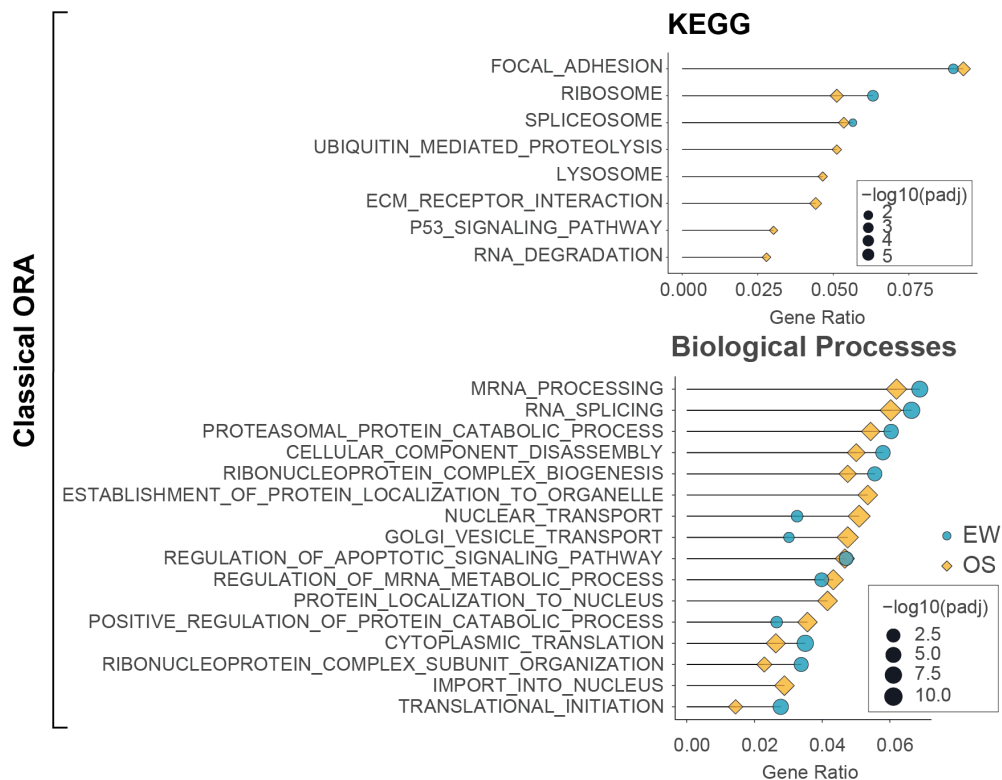 Classical ORA
KEGG
FOCAL_ADHESION
RIBOSOME
SPLICEOSOME
UBIQUITIN_MEDIATED_PROTEOLYSIS
LYSOSOME
ECM_RECEPTOR_INTERACTION
P53_SIGNALING_PATHWAY
RNA_DEGRADATION
−log10(padj)
2
3
4
5
0.000 0.025 0.050 0.075
Gene Ratio
Biological Processes
MRNA_PROCESSING
RNA_SPLICING
PROTEASOMAL_PROTEIN_CATABOLIC_PROCESS
CELLULAR_COMPONENT_DISASSEMBLY
RIBONUCLEOPROTEIN_COMPLEX_BIOGENESIS
ESTABLISHMENT_OF_PROTEIN_LOCALIZATION_TO_ORGANELLE
NUCLEAR_TRANSPORT
GOLGI_VESICLE_TRANSPORT
REGULATION_OF_APOPTOTIC_SIGNALING_PATHWAY
REGULATION_OF_MRNA_METABOLIC_PROCESS
PROTEIN_LOCALIZATION_TO_NUCLEUS
POSITIVE_REGULATION_OF_PROTEIN_CATABOLIC_PROCESS
CYTOPLASMIC_TRANSLATION
RIBONUCLEOPROTEIN_COMPLEX_SUBUNIT_ORGANIZATION
IMPORT_INTO_NUCLEUS
TRANSLATIONAL_INITIATION
EW
OS
−log10(padj)
2.5
5.0
7.5
10.0
0.00 0.02 0.04 0.06
Gene Ratio